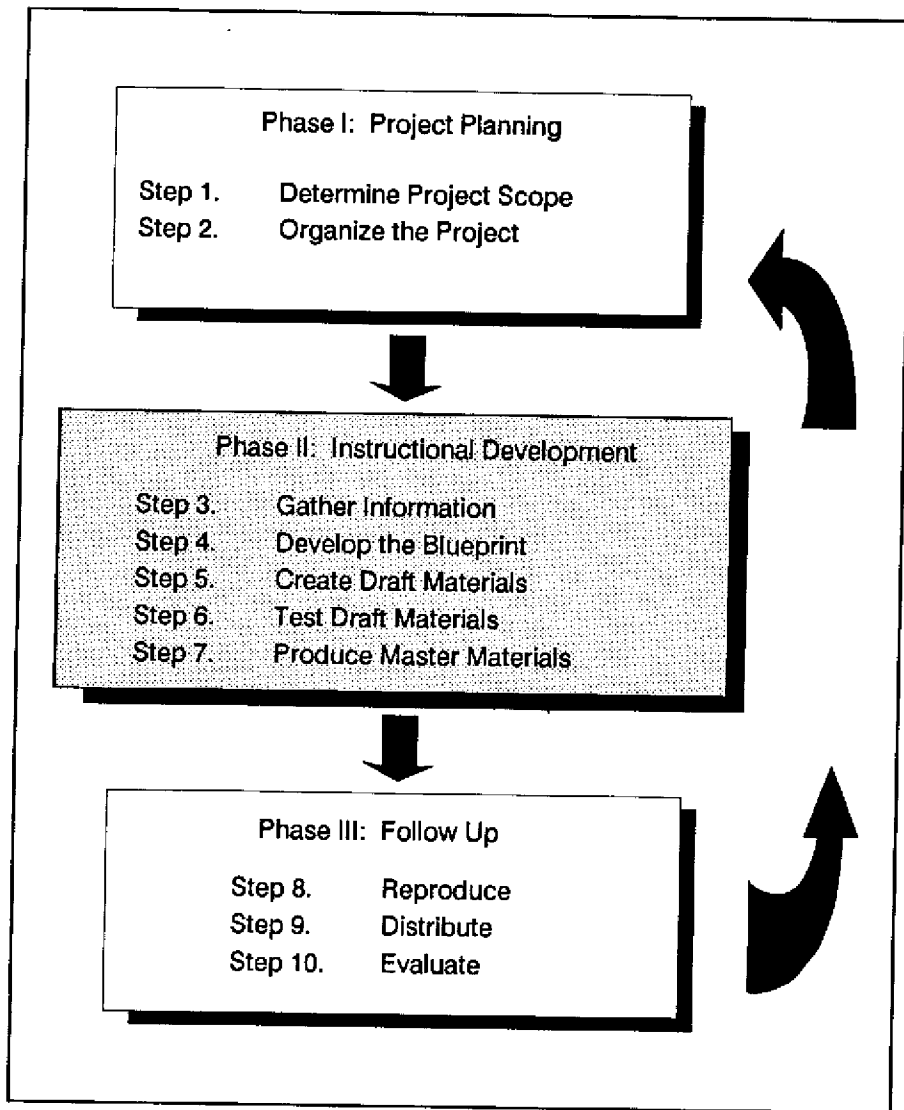 Phase I: Project Planning
Step 1. Determine Project Scope
Step 2. Organize the Project
Phase II: Instructional Development
Step 3. Gather Information
Step 4. Develop the Blueprint
Step 5. Create Draft Materials
Step 6. Test Draft Materials
Step 7. Produce Master Materials
Phase III: Follow Up
Step 8. Reproduce
Step 9. Distribute
Step 10. Evaluate